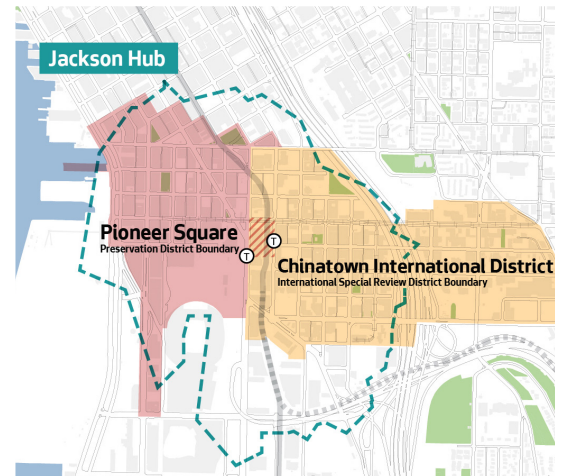 Jackson Hub
Pioneer Square
Preservation District Boundary
T
T
Chinatown International District
International Special Review District Boundary